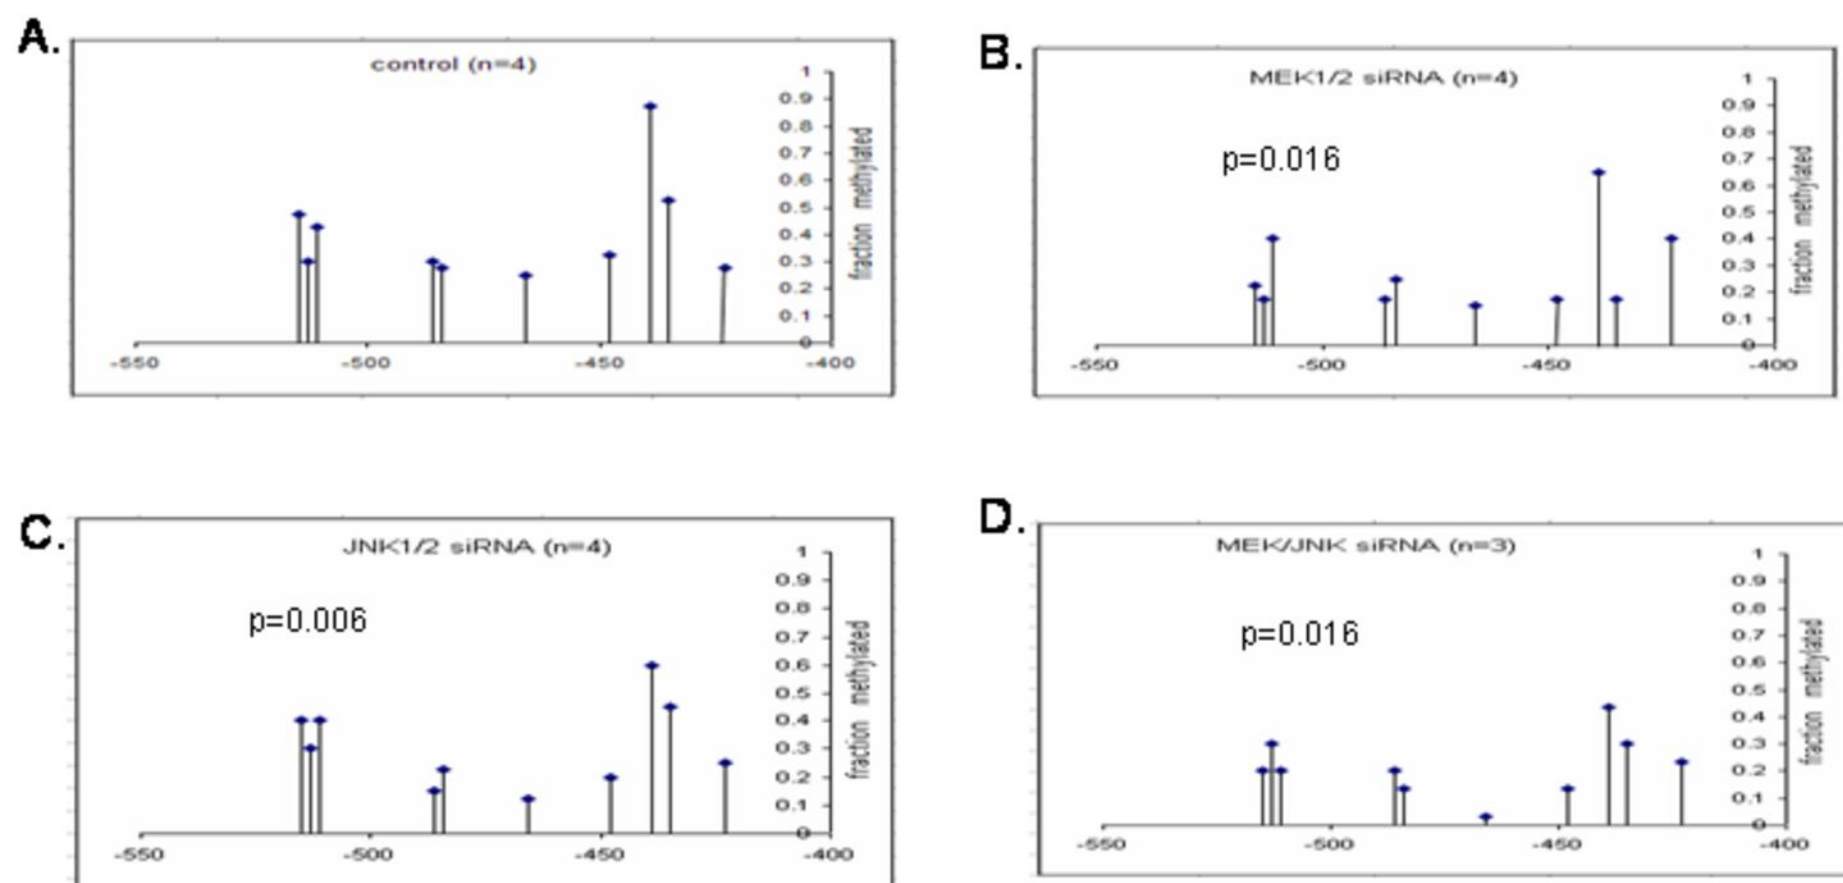 A.
control (n=4)
1
0.9
0.8
0.7
0.6
0.5
0.4
0.3
0.2
0.1
0
fraction methylated
-550 -500 -450 -400
B.
MEK1/2 siRNA (n=4)
p=0.016
1
0.9
0.8
0.7
0.6
0.5
0.4
0.3
0.2
0.1
0
fraction methylated
-550 -500 -450 -400
C.
JNK1/2 siRNA (n=4)
p=0.006
1
0.9
0.8
0.7
0.6
0.5
0.4
0.3
0.2
0.1
0
fraction methylated
-550 -500 -450 -400
D.
MEK/JNK siRNA (n=3)
p=0.016
1
0.9
0.8
0.7
0.6
0.5
0.4
0.3
0.2
0.1
0
fraction methylated
-550 -500 -450 -400